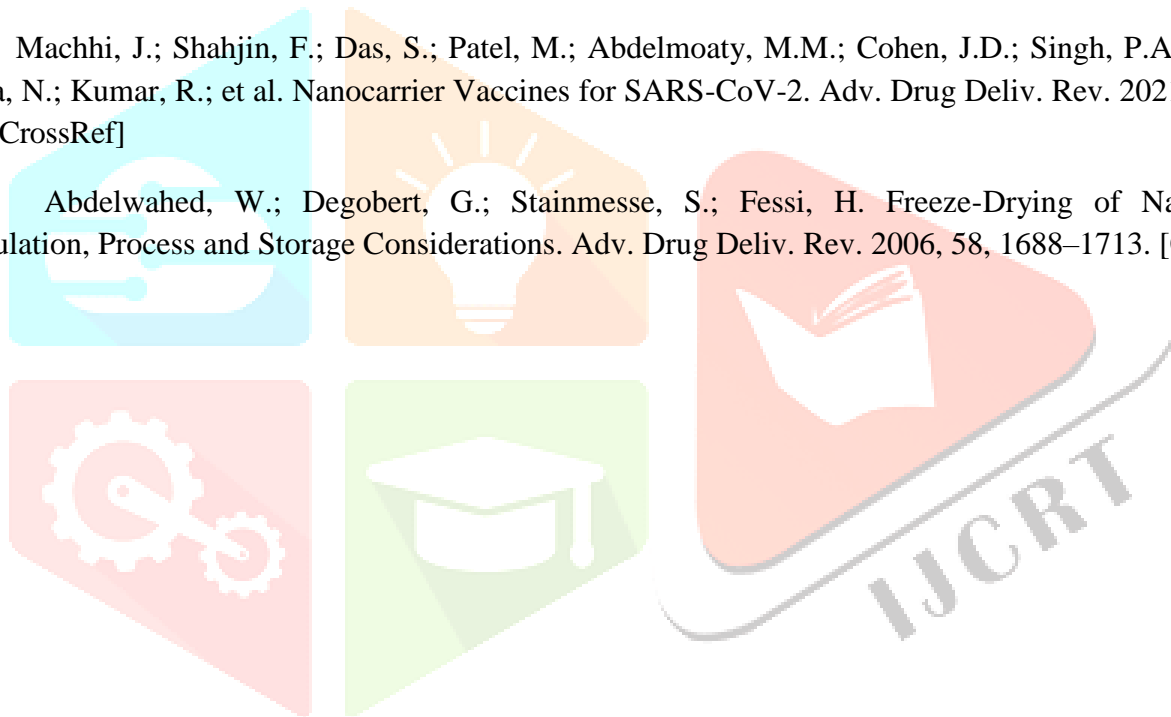 Machhi, J.; Shahjin, F.; Das, S.; Patel, M.; Abdelmoaty, M.M.; Cohen, J.D.; Singh, P.A
a, N.; Kumar, R.; et al. Nanocarrier Vaccines for SARS-CoV-2. Adv. Drug Deliv. Rev. 202
CrossRef]
Abdelwahed, W.; Degobert, G.; Stainmesse, S.; Fessi, H. Freeze-Drying of Na
ulation, Process and Storage Considerations. Adv. Drug Deliv. Rev. 2006, 58, 1688–1713. [
IJCRT